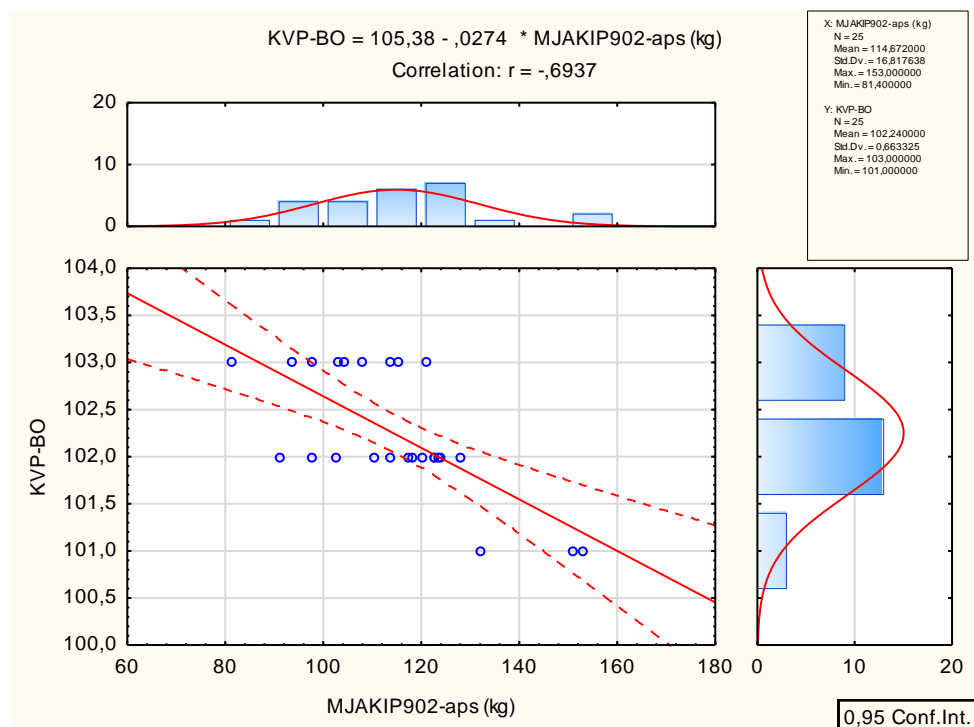 KVP-BO = 105,38 - ,0274 * MJAKIP902-aps (kg)
Correlation: r = -,6937
X: MJAKIP902-aps (kg)
N = 25
Mean = 114,672000
Std.Dv. = 16,817638
Max. = 153,000000
Min. = 81,400000
Y: KVP-BO
N = 25
Mean = 102,240000
Std.Dv. = 0,663325
Max. = 103,000000
Min. = 101,000000
20
10
0
104,0
103,5
103,0
102,5
102,0
101,5
101,0
100,5
100,0
KVP-BO
60 80 100 120 140 160 180
MJAKIP902-aps (kg)
0 10 20
0,95 Conf.Int.